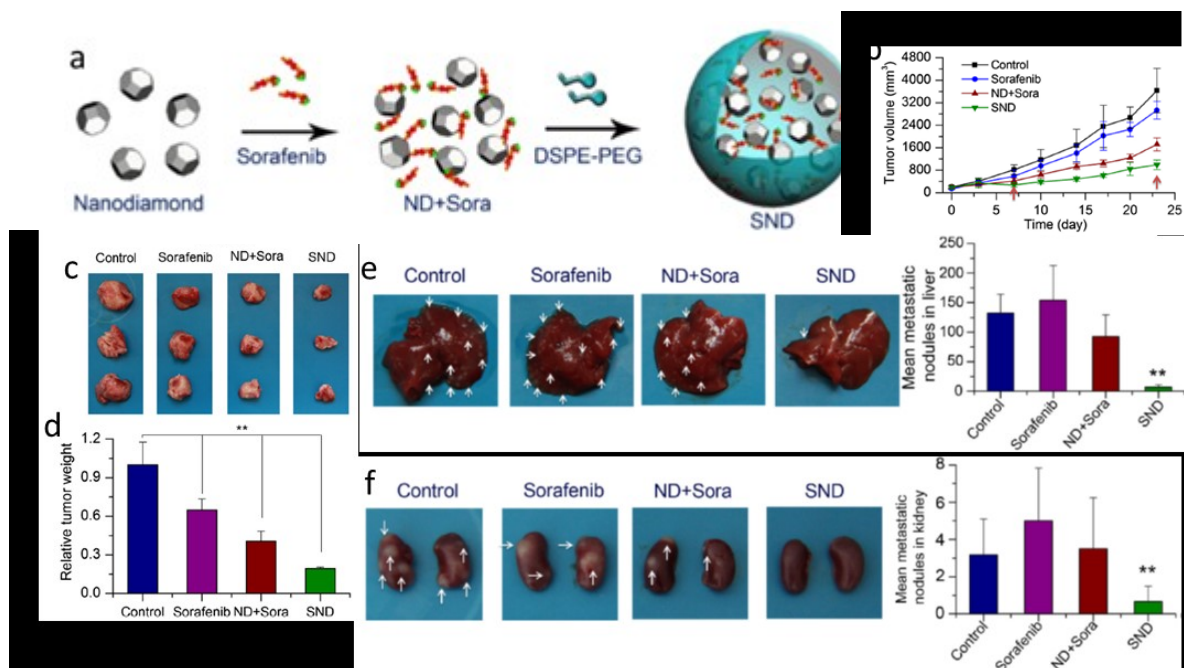 a
Nanodiamond
Sorafenib
ND+Sora
DSPE-PEG
SND
Tumor volume (mm³)
4800
4000
3200
2400
1600
800
0
Control
Sorafenib
ND+Sora
SND
0 5 10 15 20 25
Time (day)
c
Control Sorafenib ND+Sora SND
d
Relative tumor weight
1.2
0.9
0.6
0.3
0.0
**
Control Sorafenib ND+Sora SND
e
Control Sorafenib ND+Sora SND
Mean metastatic
nodules in liver
250
200
150
100
50
0
**
Control Sorafenib ND+Sora SND
f
Control Sorafenib ND+Sora SND
Mean metastatic
nodules in kidney
8
6
4
2
0
**
Control Sorafenib ND+Sora SND